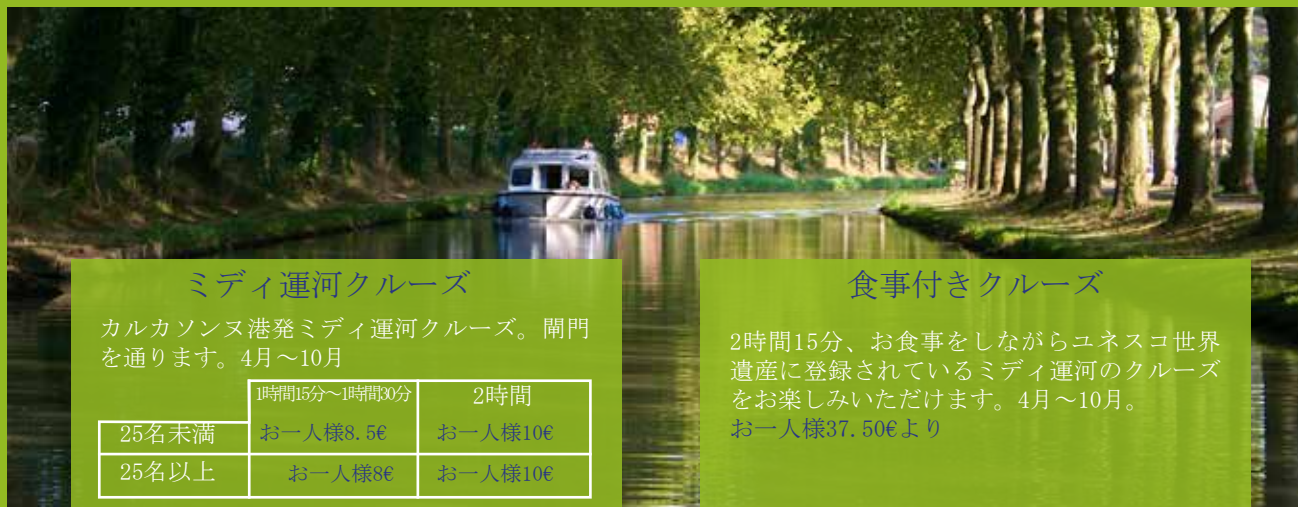 ミディ運河クルーズ
カルカソンヌ港発ミディ運河クルーズ。閘門
を通ります。4月～10月
1時間15分～1時間30分 2時間
25名未満 お一人様8.5€ お一人様10€
25名以上 お一人様8€ お一人様10€
食事付きクルーズ
2時間15分、お食事をしながらユネスコ世界
遺産に登録されているミディ運河のクルーズ
をお楽しみいただけます。4月～10月。
お一人様37.50€より